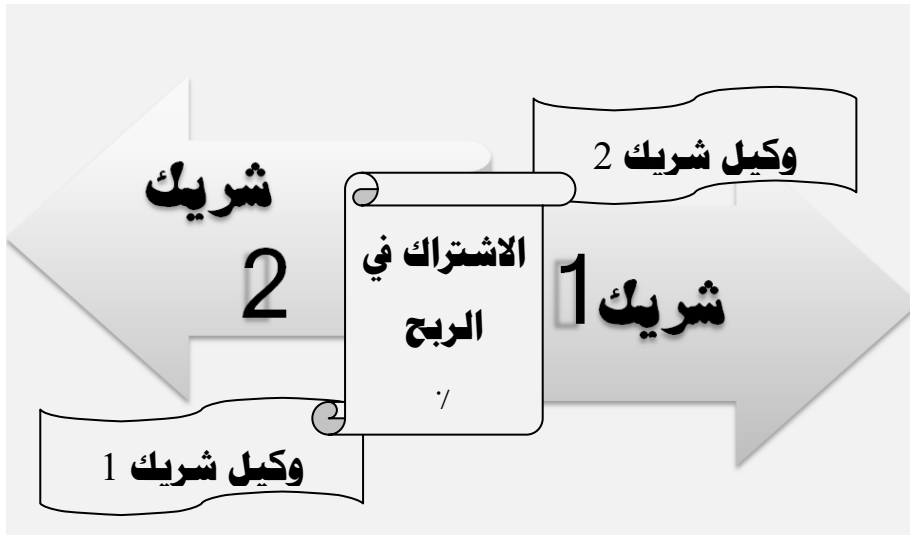 وكيل شريك 2
شريك1
الاشتراك في
الربح
٪
شريك
2
وكيل شريك 1